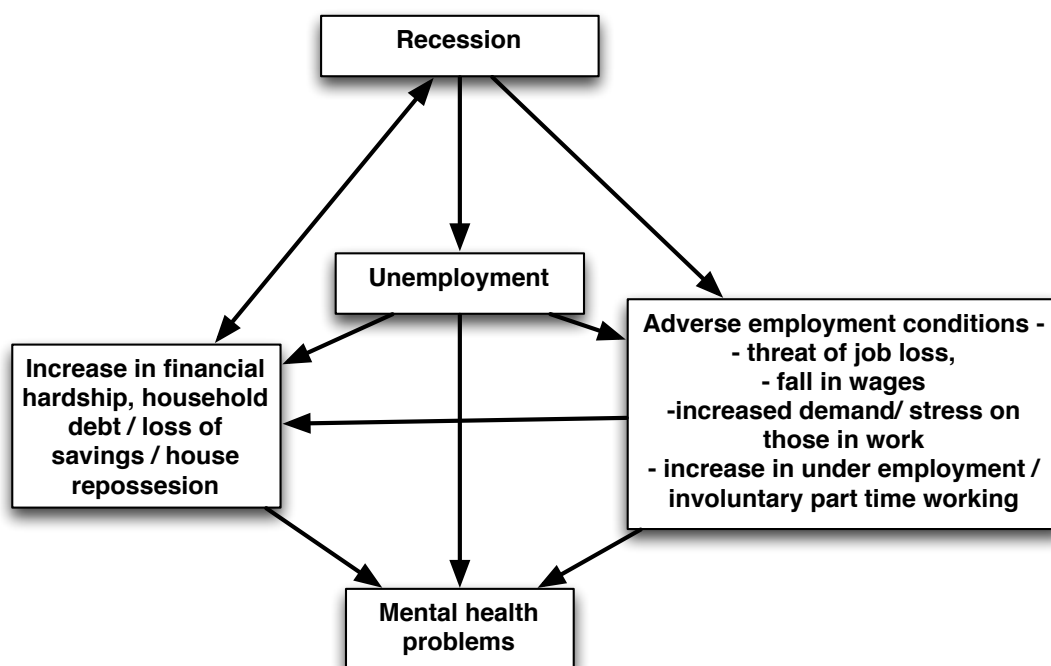 Recession
Unemployment
Increase in financial
hardship, household
debt / loss of
savings / house
repossesion
Adverse employment conditions -
- threat of job loss,
- fall in wages
-increased demand/ stress on
those in work
- increase in under employment /
involuntary part time working
Mental health
problems